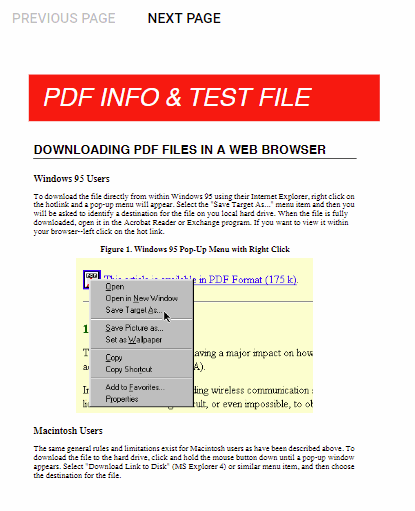 PREVIOUS PAGE NEXT PAGE
PDF INFO & TEST FILE
DOWNLOADING PDF FILES IN A WEB BROWSER
Windows 95 Users
To download the file directly from within Windows 95 using their Internet Explorer, right click on
the hotlink and a pop-up menu will appear. Select the "Save Target As..." menu item and then you
will be asked to identify a destination for the file on you local hard drive. When the file is fully
downloaded, open it in the Acrobat Reader or Exchange program. If you want to view it within
your browser--left click on the hot link.
Figure 1. Windows 95 Pop-Up Menu with Right Click
This article is available in PDF Format (175 k).
Open
Open in New Window
Save Target As...
Save Picture as...
Set as Wallpaper
Copy
Copy Shortcut
Add to Favorites...
Properties
1
aving a major impact on how
A).
ding wireless communication s
cult, or even impossible, to ob
Macintosh Users
The same general rules and limitations exist for Macintosh users as have been described above. To
download the file to the hard drive, click and hold the mouse button down until a pop-up window
appears. Select "Download Link to Disk" (MS Explorer 4) or similar menu item, and then choose
the destination for the file.